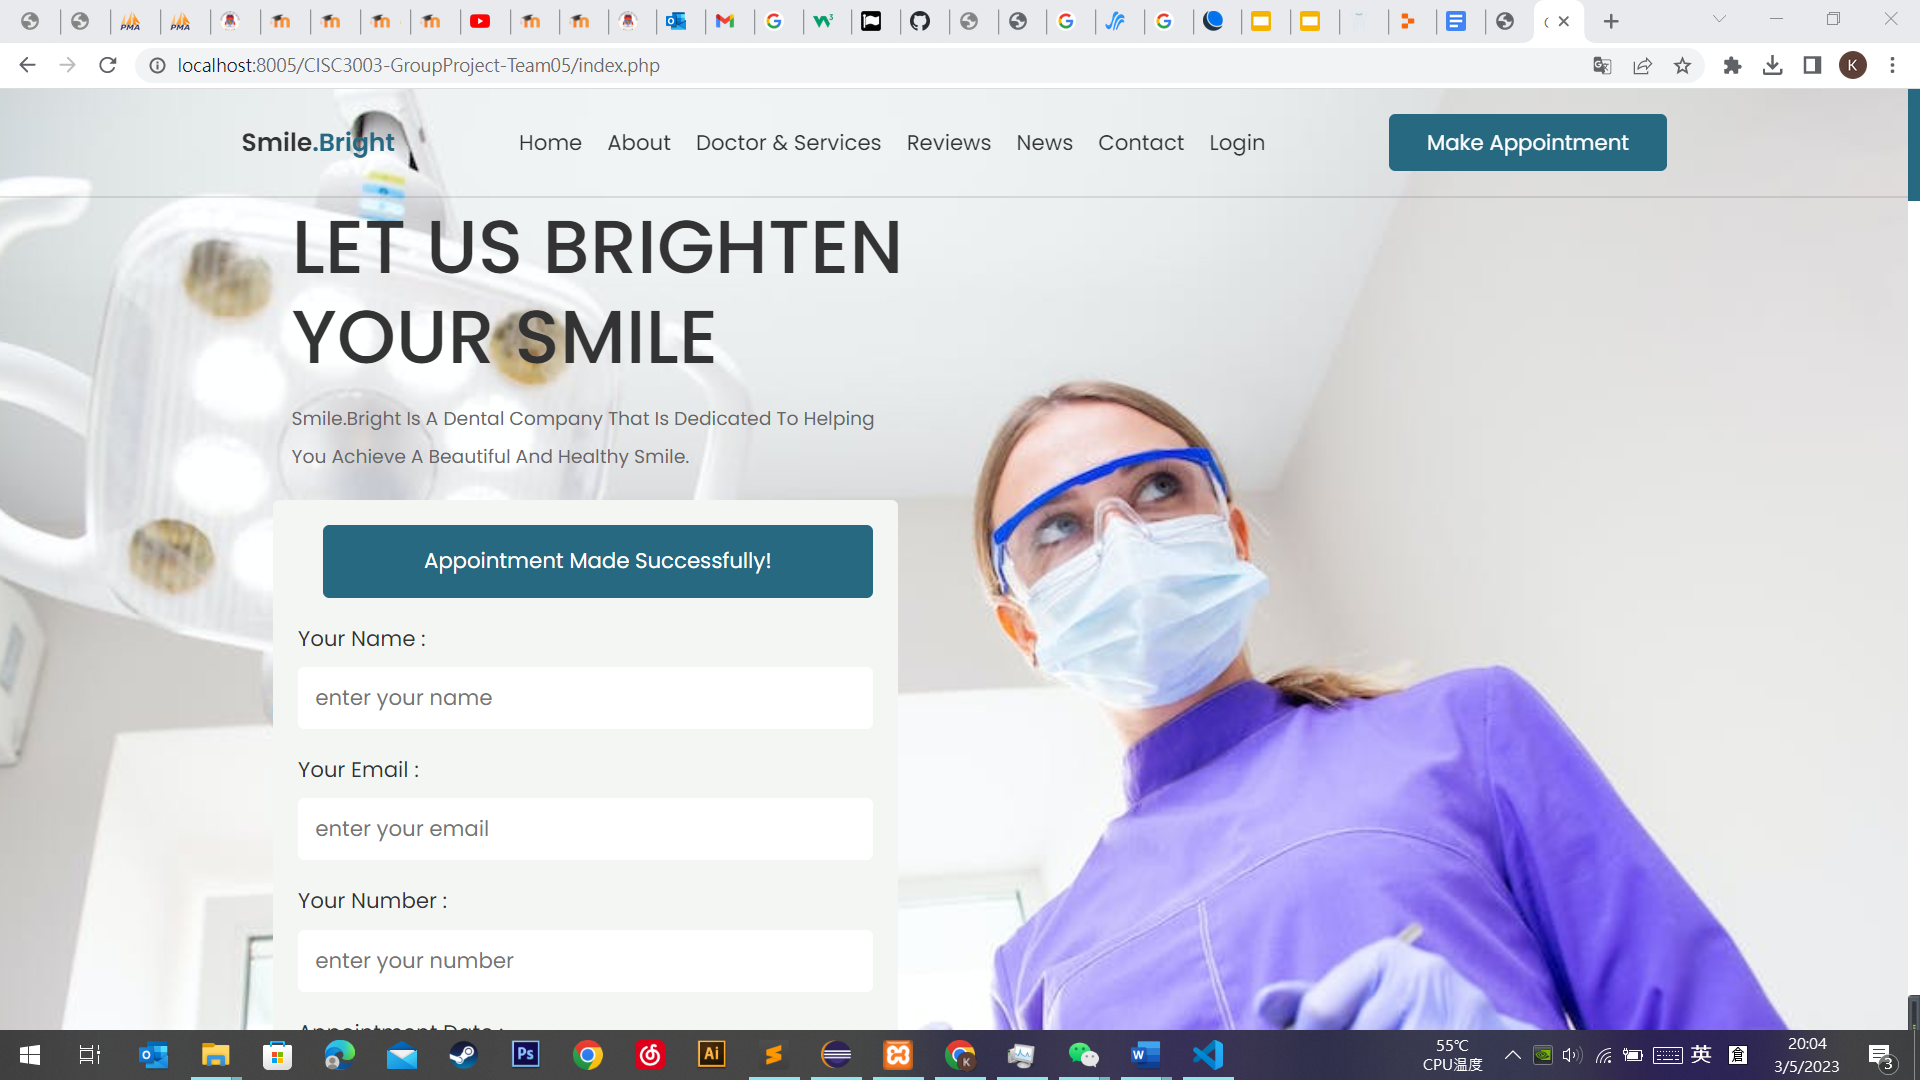 localhost:8005/CISC3003-GroupProject-Team05/index.php
K
Smile.Bright
Home
About
Doctor & Services
Reviews
News
Contact
Login
Make Appointment
LET US BRIGHTEN
YOUR SMILE
Smile.Bright Is A Dental Company That Is Dedicated To Helping
You Achieve A Beautiful And Healthy Smile.
Appointment Made Successfully!
Your Name :
enter your name
Your Email :
enter your email
Your Number :
enter your number
Appointment Date :
55℃
CPU温度
英
倉
20:04
3/5/2023
3